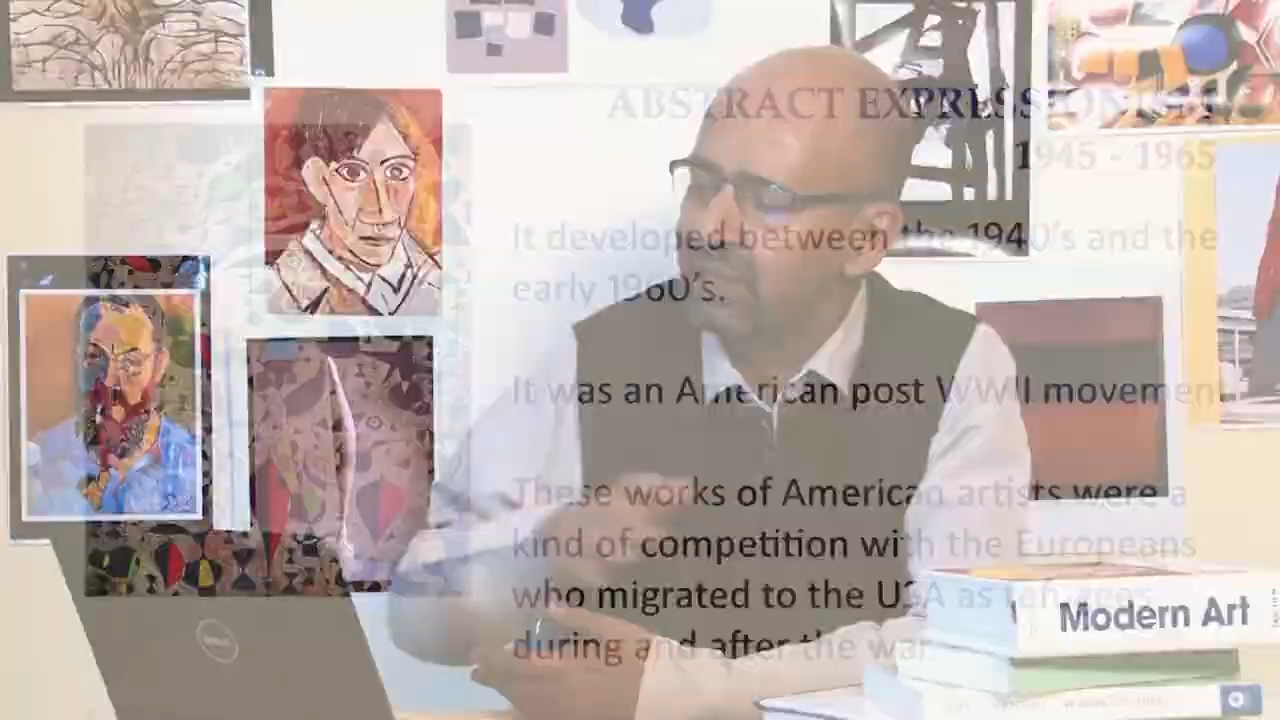 ABSTRACT EXPRESSIONISM
1945 - 1965
It developed between the 1940's and the
early 1960's.
It was an American post WWII movement.
These works of American artists were a
kind of competition with the Europeans
who migrated to the USA as refugees
during and after the war.
Modern Art
DELL